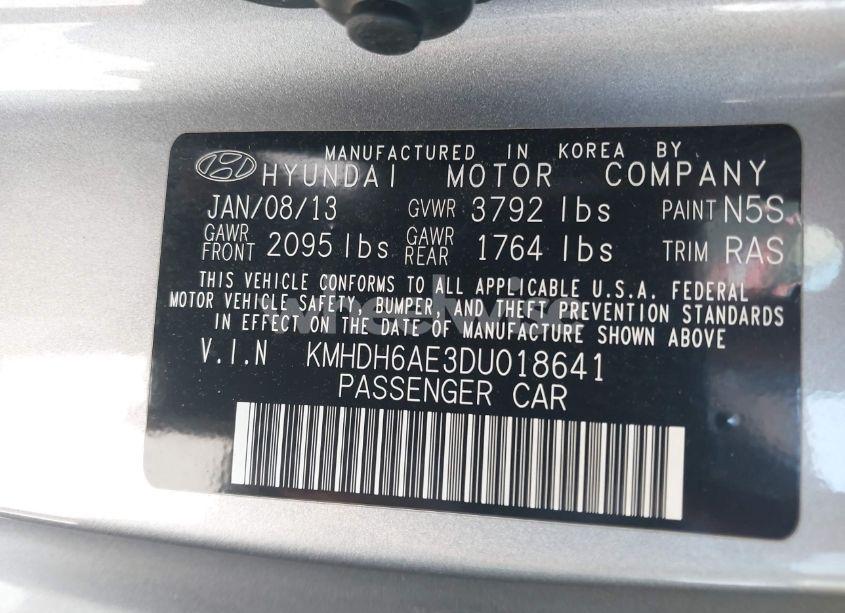 MANUFACTURED IN KOREA BY
HYUNDAI MOTOR COMPANY
JAN/08/13 GVWR 3792 lbs PAINT N5S
GAWR FRONT 2095 lbs GAWR REAR 1764 lbs TRIM RAS
THIS VEHICLE CONFORMS TO ALL APPLICABLE U.S.A. FEDERAL
MOTOR VEHICLE SAFETY, BUMPER, AND THEFT PREVENTION STANDARDS
IN EFFECT ON THE DATE OF MANUFACTURE SHOWN ABOVE
V.I.N KMHDH6AE3DU018641
PASSENGER CAR